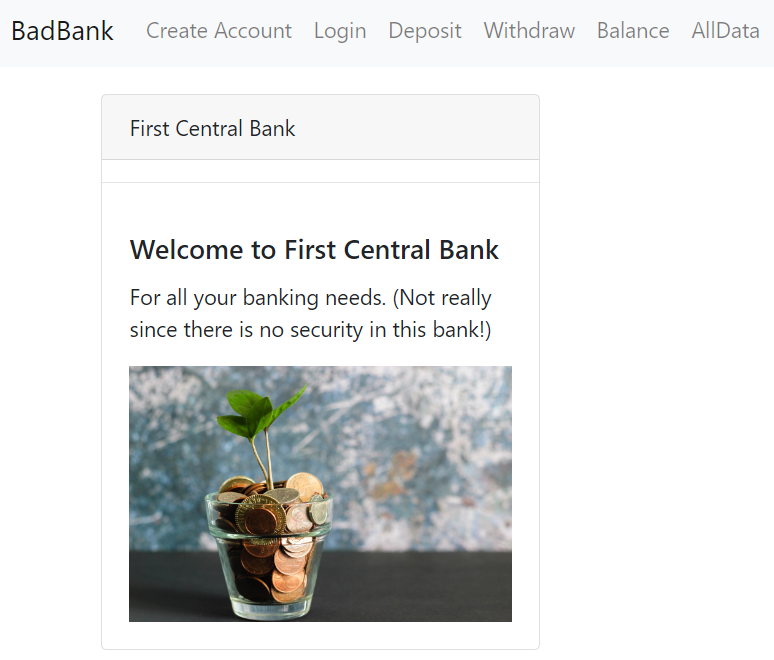 BadBank Create Account Login Deposit Withdraw Balance AllData
First Central Bank
Welcome to First Central Bank
For all your banking needs. (Not really
since there is no security in this bank!)